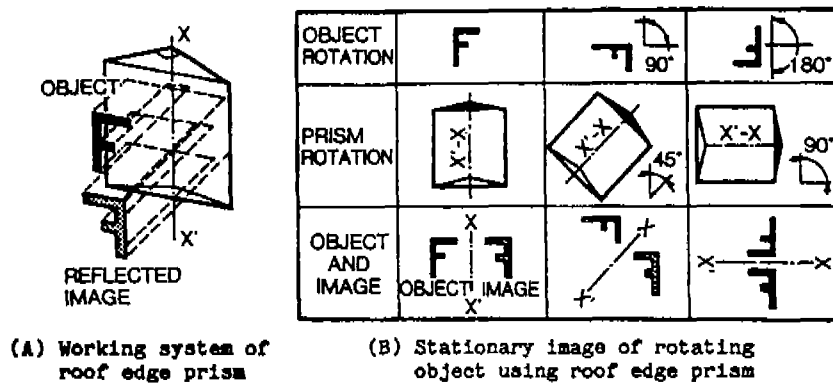 X
OBJECT
X'
REFLECTED
IMAGE
(A) Working system of
roof edge prism
OBJECT
ROTATION
90°
180°
PRISM
ROTATION
X'-X
X'-X
45°
X'-X
90°
OBJECT
AND
IMAGE
X
OBJECT IMAGE
X'
X
X
X
X
(B) Stationary image of rotating
object using roof edge prism